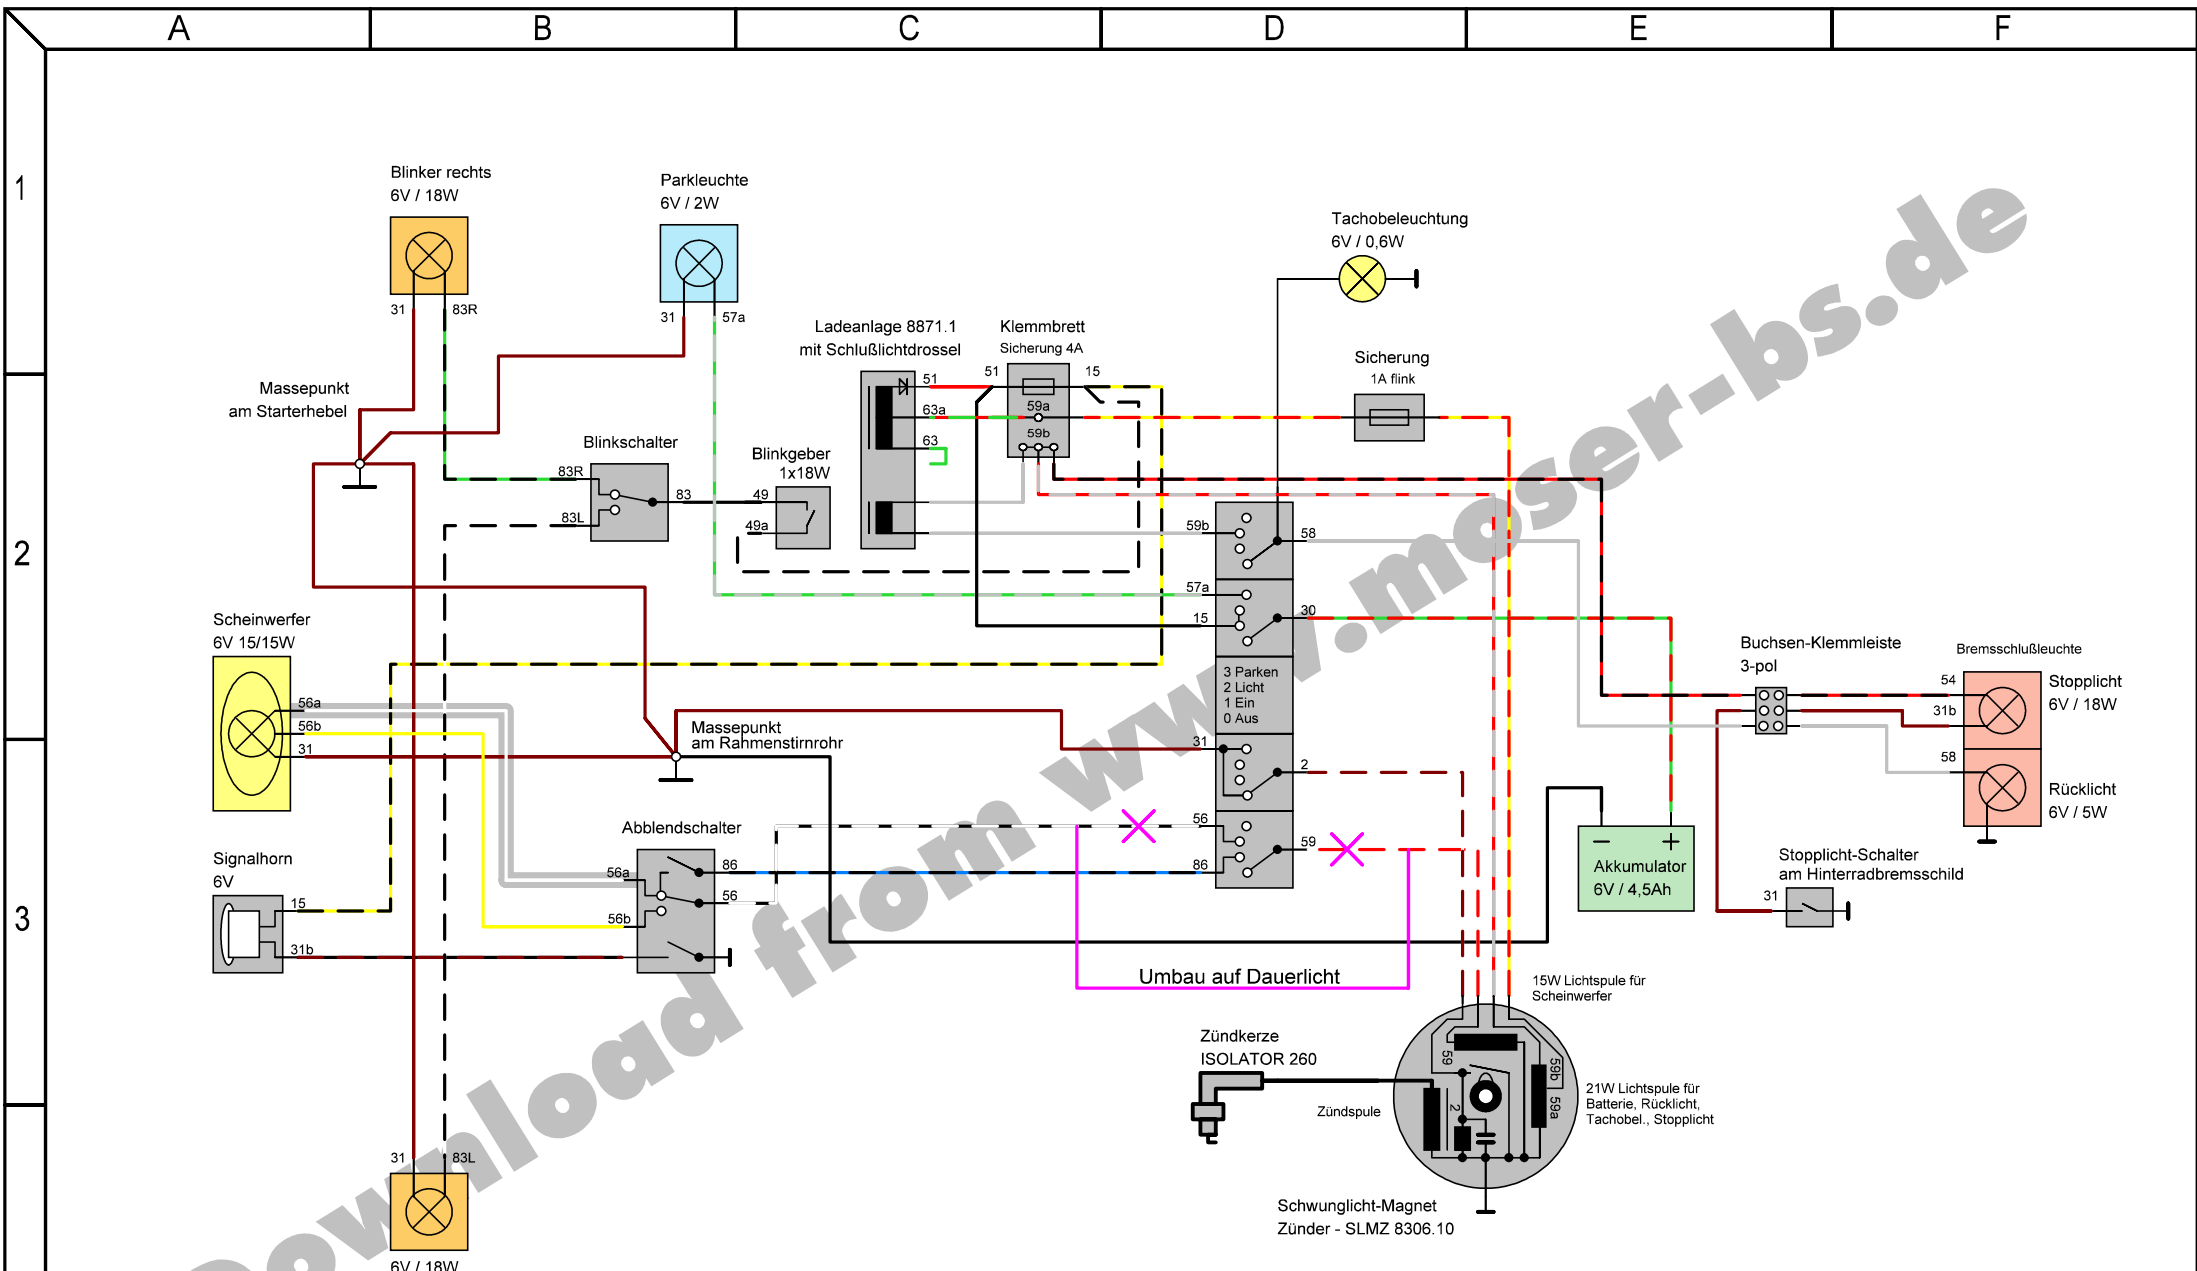 A B C D E F
1
2
3
Blinker rechts
6V / 18W
31
83R
Parkleuchte
6V / 2W
31
57a
Tachobeleuchtung
6V / 0,6W
Ladeanlage 8871.1
mit Schlußlichtdrossel
51
63a
63
Klemmbrett
Sicherung 4A
51
15
59a
59b
Sicherung
1A flink
Massepunkt
am Starterhebel
Blinkschalter
83R
83L
83
Blinkgeber
1x18W
49
49a
59b
58
57a
15
30
3 Parken
2 Licht
1 Ein
0 Aus
31
2
56
59
86
Scheinwerfer
6V 15/15W
56a
56b
31
Massepunkt
am Rahmenstirnrohr
Buchsen-Klemmleiste
3-pol
Bremsschlußleuchte
54
31b
58
Stopplicht
6V / 18W
Rücklicht
6V / 5W
Signalhorn
6V
15
31b
Abblendschalter
56a
56b
86
56
Akkumulator
6V / 4,5Ah
Stopplicht-Schalter
am Hinterradbremsschild
31
Umbau auf Dauerlicht
15W Lichtspule für
Scheinwerfer
Zündkerze
ISOLATOR 260
Zündspule
59
59b
59a
2
21W Lichtspule für
Batterie, Rücklicht,
Tachobel., Stopplicht
Schwunglicht-Magnet
Zünder - SLMZ 8306.10
31
83L
6V / 18W
Download from www.moser-bs.de